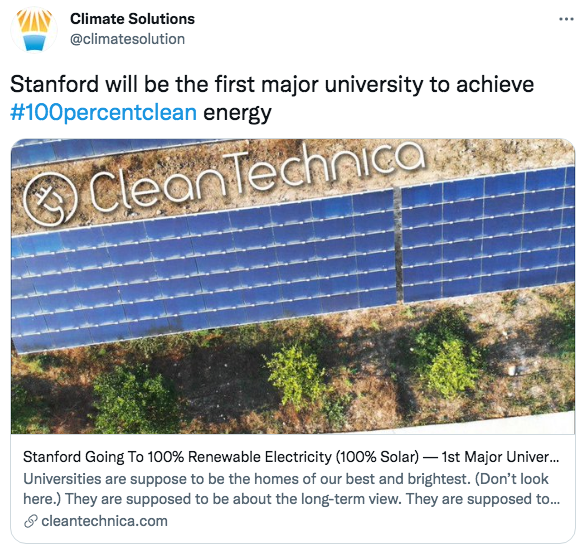 Climate Solutions
@climatesolution
Stanford will be the first major university to achieve
#100percentclean energy
CleanTechnica
Stanford Going To 100% Renewable Electricity (100% Solar) — 1st Major Univer...
Universities are suppose to be the homes of our best and brightest. (Don’t look
here.) They are supposed to be about the long-term view. They are supposed to...
cleantechnica.com